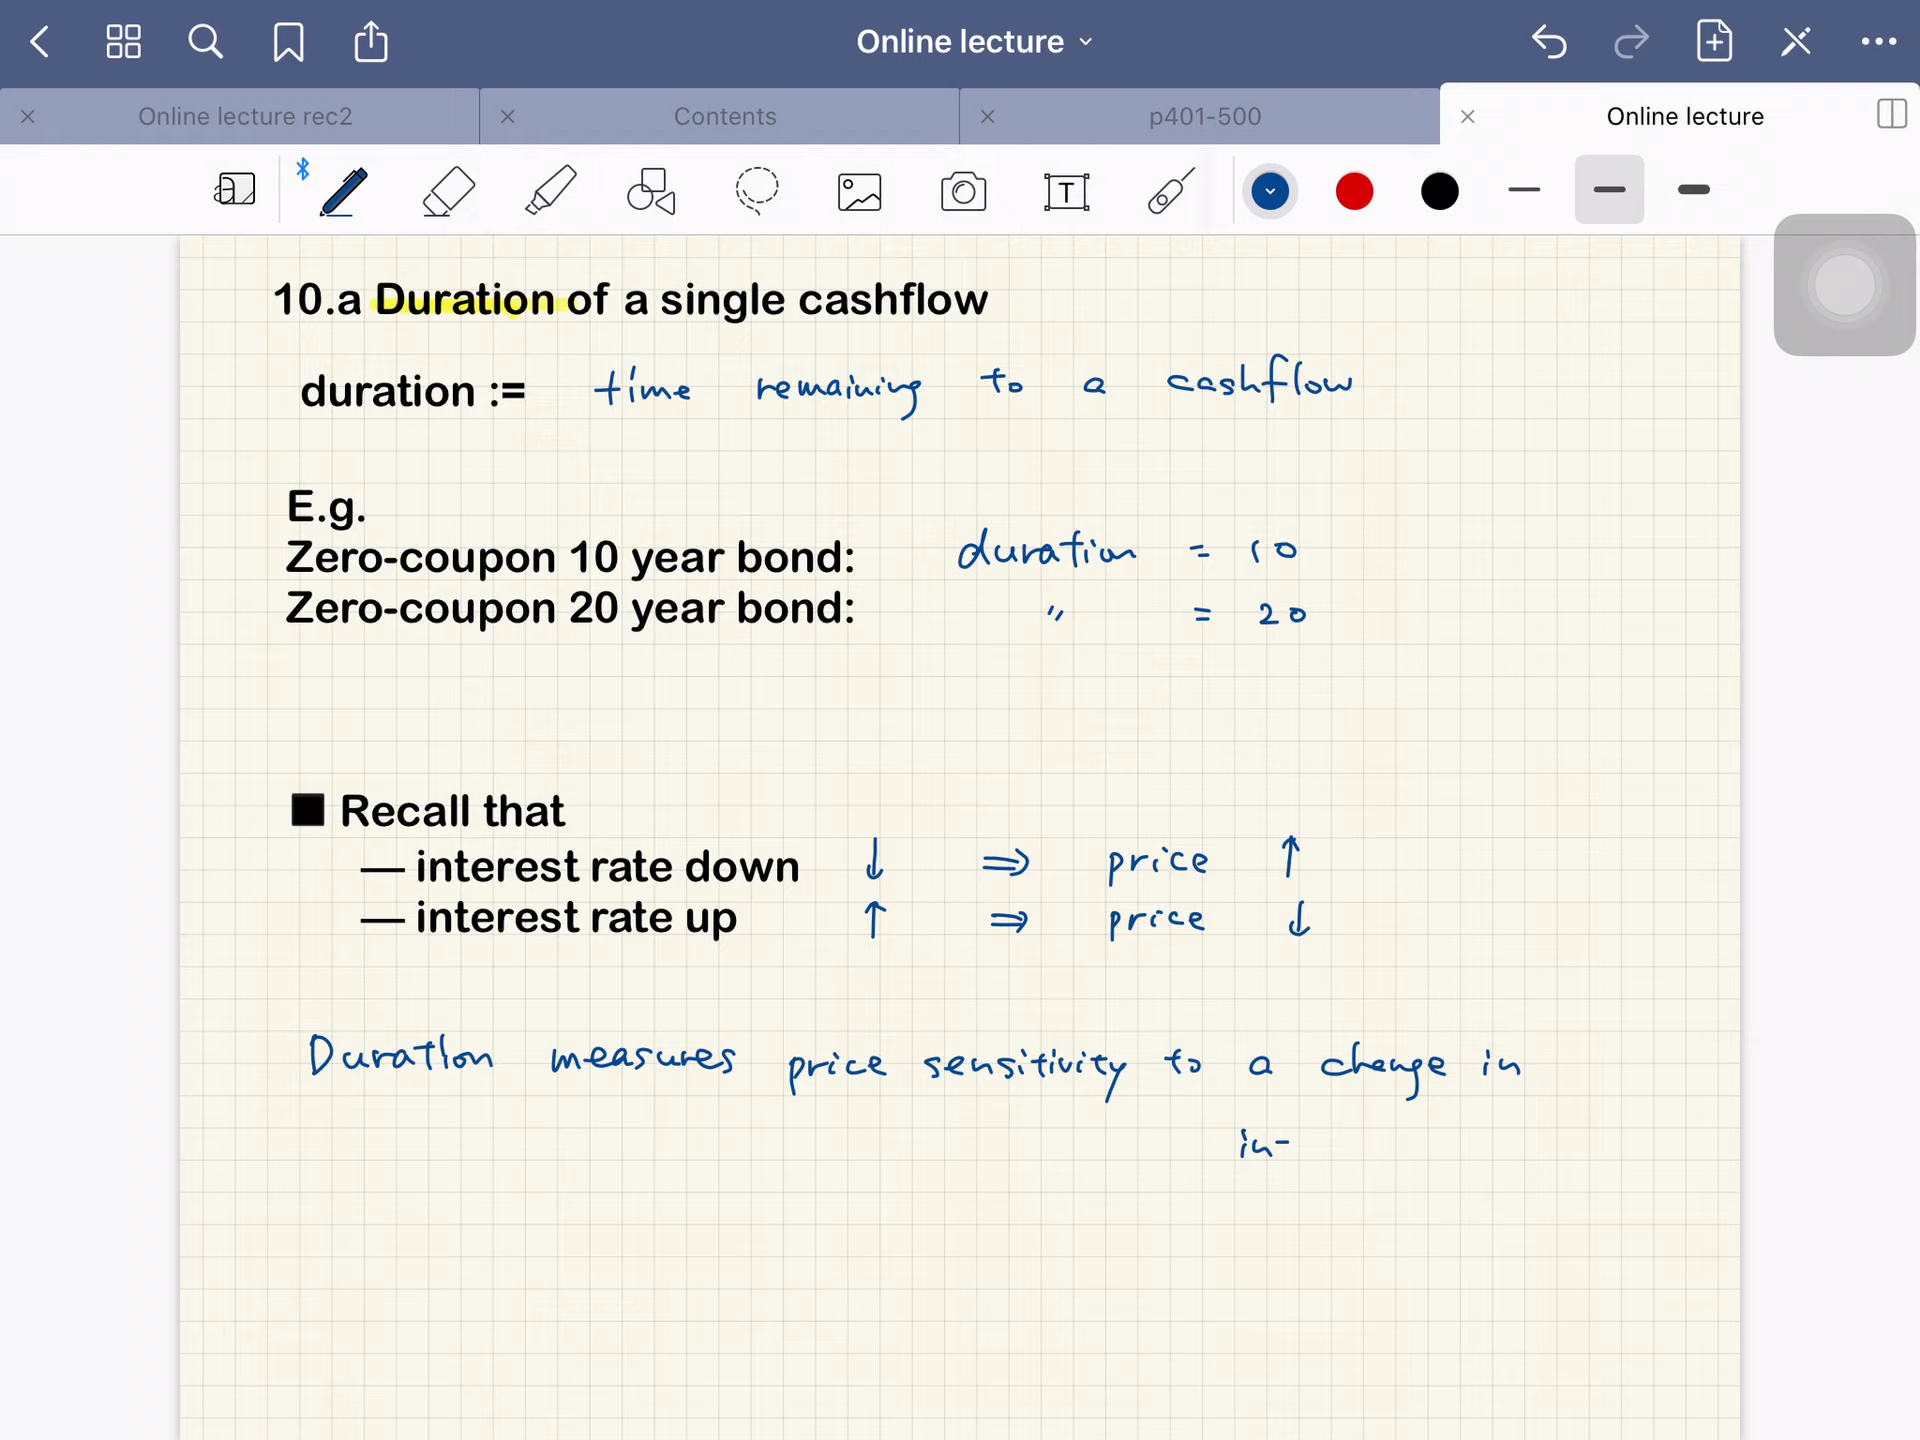 Online lecture
Online lecture rec2
Contents
p401-500
Online lecture
10.a Duration of a single cashflow
duration := time remaining to a cashflow
E.g.
Zero-coupon 10 year bond: duration = 10
Zero-coupon 20 year bond: 〃 = 20
■ Recall that
— interest rate down ↓ ⇒ price ↑
— interest rate up ↑ ⇒ price ↓
Duration measures price sensitivity to a change in
in-